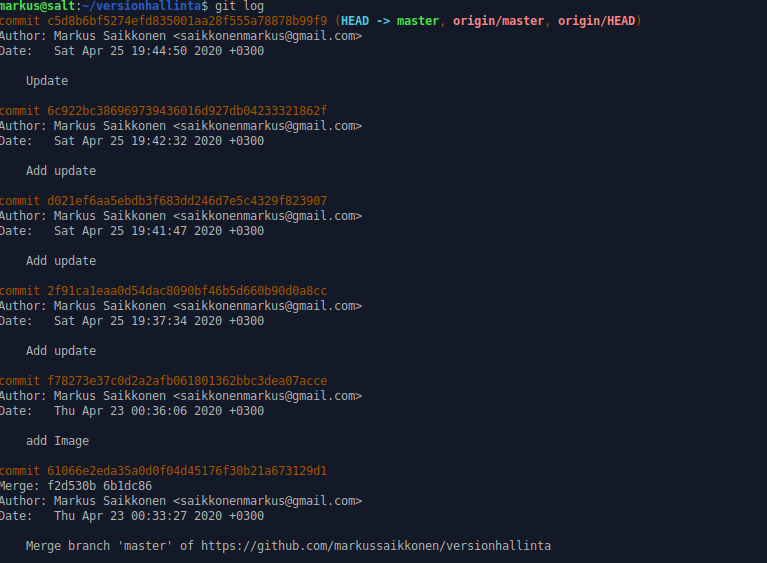 markus@salt:~/versionhallinta$ git log
commit c5d8b6bf5274efd835001aa28f555a78878b99f9 (HEAD -> master, origin/master, origin/HEAD)
Author: Markus Saikkonen <saikkonenmarkus@gmail.com>
Date:   Sat Apr 25 19:44:50 2020 +0300
Update
commit 6c922bc386969739436016d927db04233321862f
Author: Markus Saikkonen <saikkonenmarkus@gmail.com>
Date:   Sat Apr 25 19:42:32 2020 +0300
Add update
commit d021ef6aa5ebdb3f683dd246d7e5c4329f823907
Author: Markus Saikkonen <saikkonenmarkus@gmail.com>
Date:   Sat Apr 25 19:41:47 2020 +0300
Add update
commit 2f91ca1eaa0d54dac8090bf46b5d660b90d0a8cc
Author: Markus Saikkonen <saikkonenmarkus@gmail.com>
Date:   Sat Apr 25 19:37:34 2020 +0300
Add update
commit f78273e37c0d2a2afb061801362bbc3dea07acce
Author: Markus Saikkonen <saikkonenmarkus@gmail.com>
Date:   Thu Apr 23 00:36:06 2020 +0300
add Image
commit 61066e2eda35a0d0f04d45176f30b21a673129d1
Merge: f2d530b 6b1dc86
Author: Markus Saikkonen <saikkonenmarkus@gmail.com>
Date:   Thu Apr 23 00:33:27 2020 +0300
Merge branch 'master' of https://github.com/markussaikkonen/versionhallinta